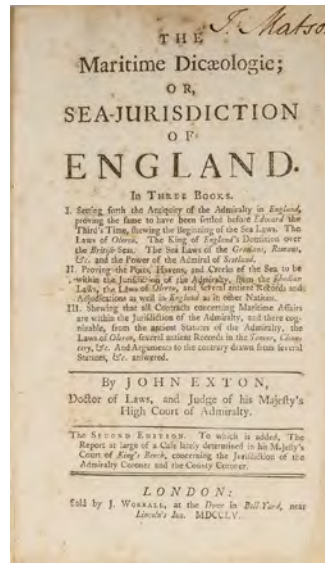 J. Matso
THE
Maritime Dicæologie;
OR,
SEA-JURISDICTION
OF
ENGLAND.
IN THREE BOOKS.
I. Setting forth the Antiquity of the Admiralty in England,
proving the same to have been settled before Edward the
Third's Time, shewing the Beginning of the Sea Laws. The
Laws of Oleron. The King of England's Dominion over
the British Seas. The Sea Laws of the Grecians, Romans,
&c. and the Power of the Admiral of Scotland.
II. Proving the Ports, Havens, and Creeks of the Sea to be
within the Jurisdiction of the Admiralty, from the Rhodian
Laws, the Laws of Oleron, and several antient Records and
Adjudications as well in England as in other Nations.
III. Shewing that all Contracts concerning Maritime Affairs
are within the Jurisdiction of the Admiralty, and there cog-
nizable, from the antient Statutes of the Admiralty, the
Laws of Oleron, several antient Records in the Tower, Chan-
cery, &c. And Arguments to the contrary drawn from several
Statutes, &c. answered.
By JOHN EXTON,
Doctor of Laws, and Judge of his Majesty's
High Court of Admiralty.
The SECOND EDITION. To which is added, The
Report at large of a Case lately determined in his Majesty's
Court of King's Bench, concerning the Jurisdiction of the
Admiralty Coroner and the County Coroner.
LONDON:
Sold by J. WORRALL, at the Dove in Bell-Yard, near
Lincoln's Inn. MDCCLV.